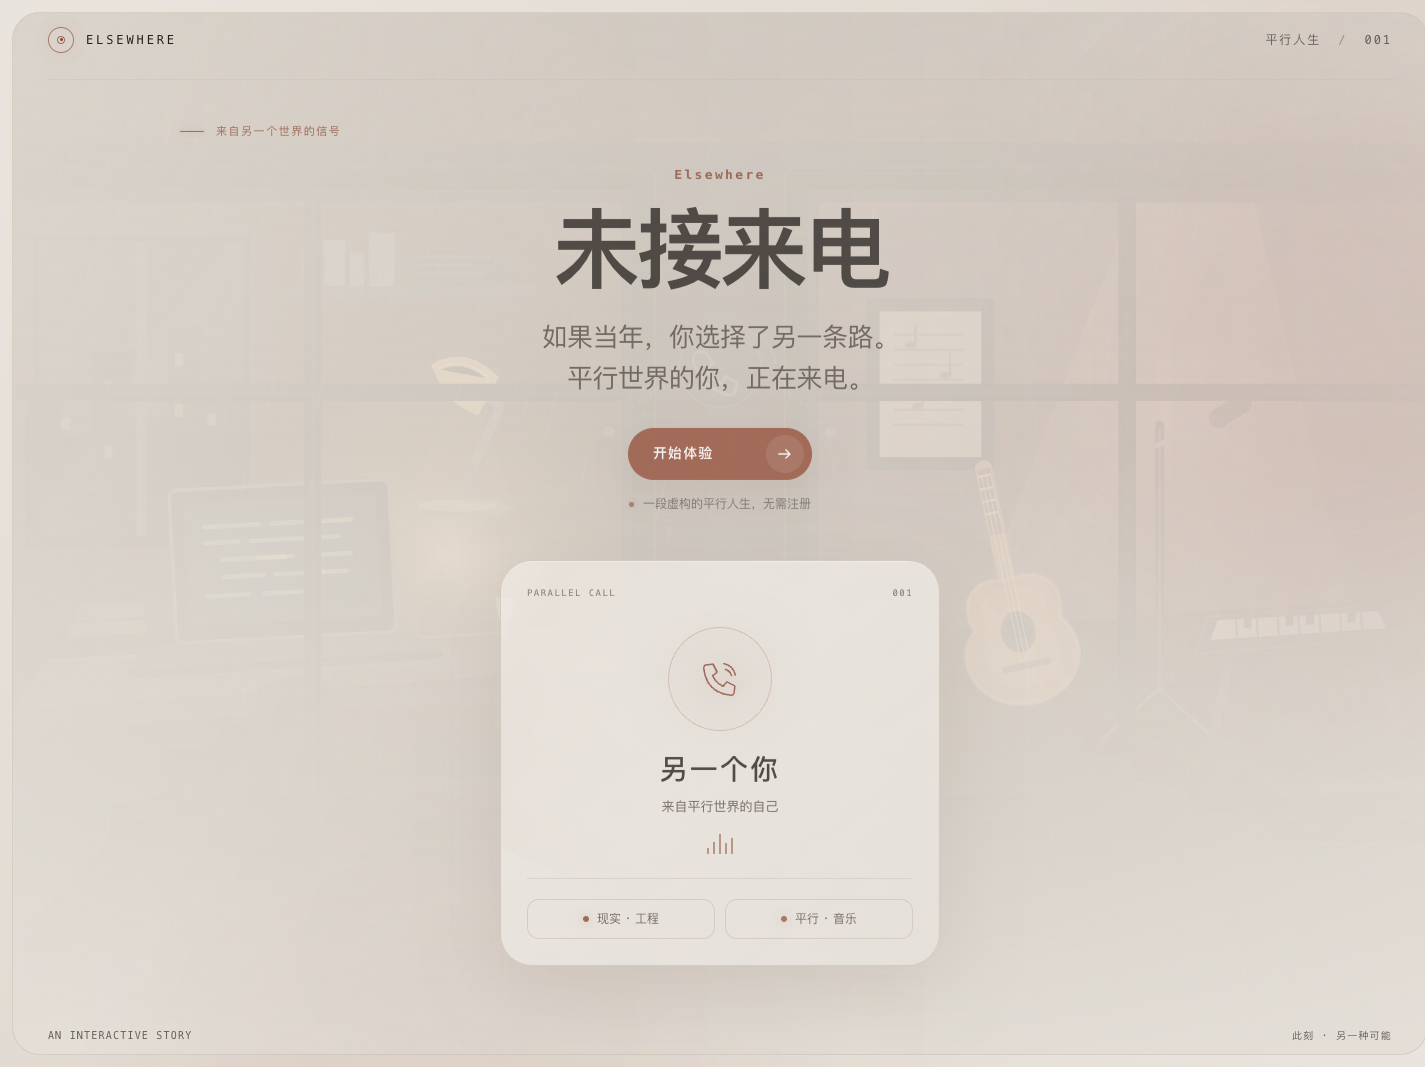 ELSEWHERE
平行人生 / 001
来自另一个世界的信号
Elsewhere
未接来电
如果当年，你选择了另一条路。
平行世界的你，正在来电。
开始体验 →
一段虚构的平行人生，无需注册
PARALLEL CALL 001
另一个你
来自平行世界的自己
现实 · 工程
平行 · 音乐
AN INTERACTIVE STORY
此刻 · 另一种可能